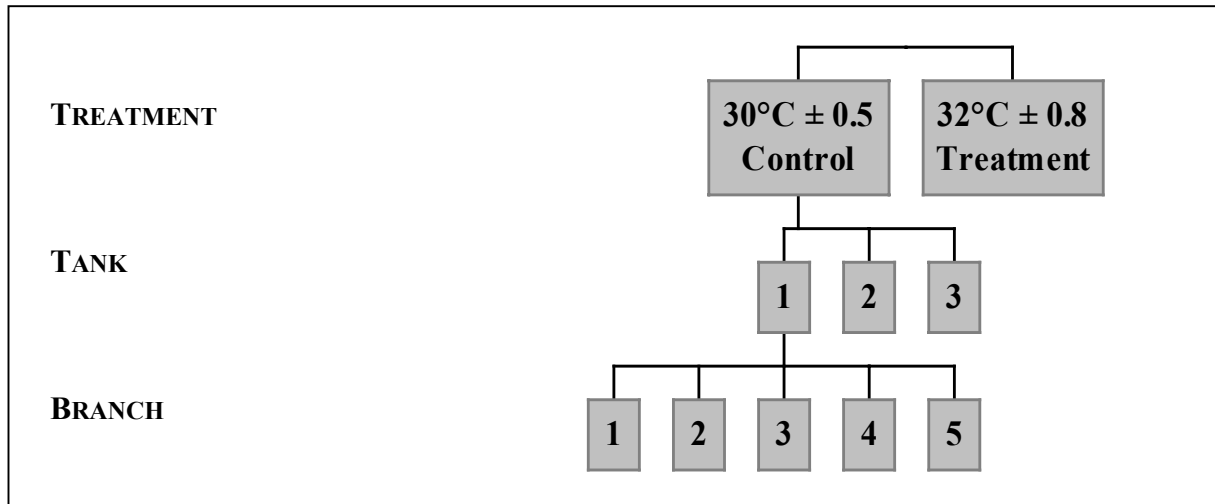 TREATMENT
30°C ± 0.5
Control
32°C ± 0.8
Treatment
TANK
1 2 3
BRANCH
1 2 3 4 5